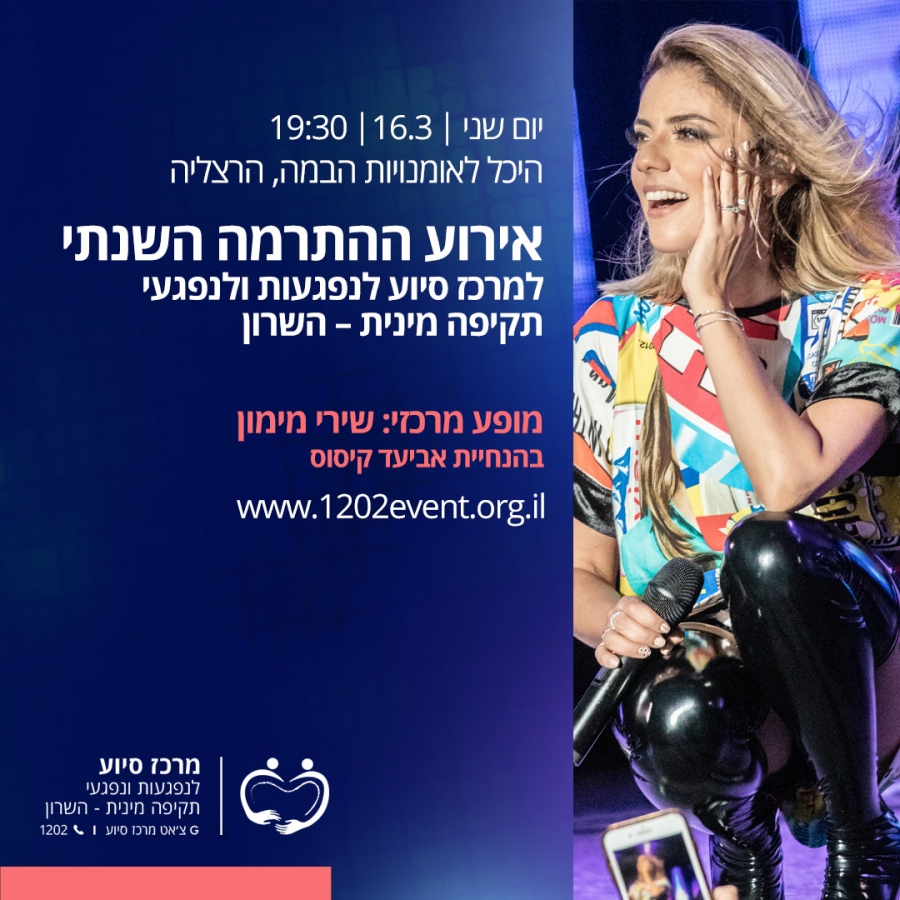 יום שני | 16.3 | 19:30
היכל לאומנויות הבמה, הרצליה
אירוע ההתרמה השנתי
למרכז סיוע לנפגעות ולנפגעי
תקיפה מינית – השרון
מופע מרכזי: שירי מימון
בהנחיית אביעד קיסוס
www.1202event.org.il
מרכז סיוע
לנפגעות ונפגעי
תקיפה מינית - השרון
צ'אט מרכז סיוע | 1202